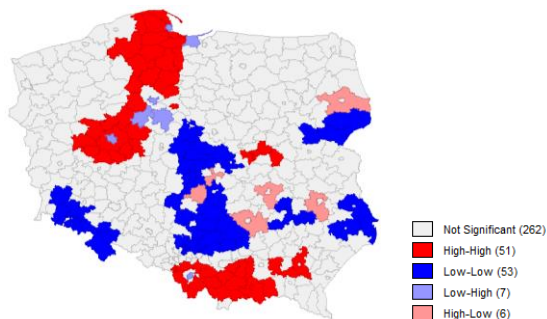 Not Significant (262)
High-High (51)
Low-Low (53)
Low-High (7)
High-Low (6)